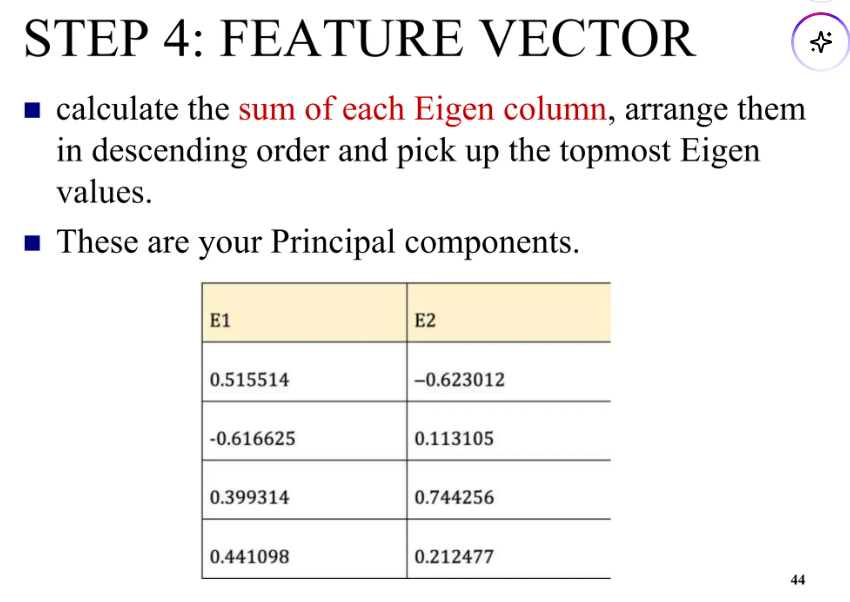 STEP 4: FEATURE VECTOR
calculate the sum of each Eigen column, arrange them
in descending order and pick up the topmost Eigen
values.
These are your Principal components.
E1 E2
0.515514 –0.623012
-0.616625 0.113105
0.399314 0.744256
0.441098 0.212477
44